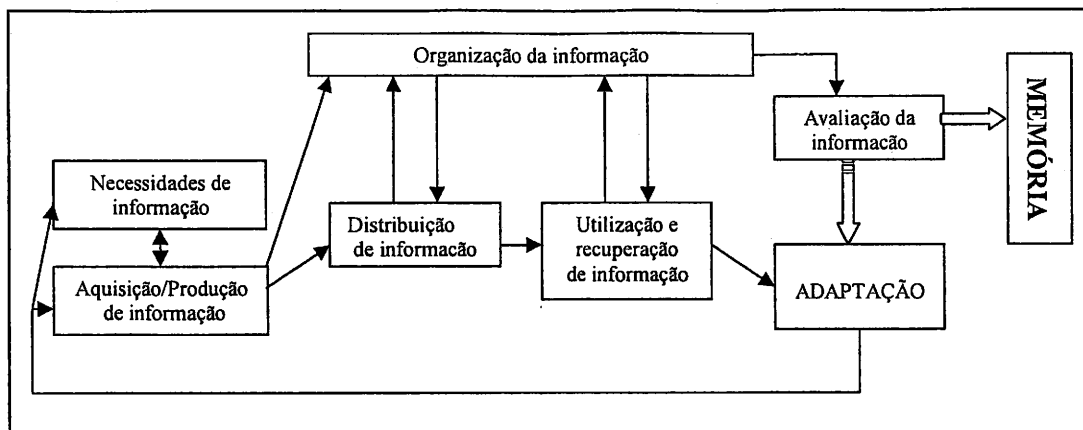 Organização da informação
Avaliação da
informacão
MEMÓRIA
Necessidades de
informação
Distribuição
de informacão
Utilização e
recuperação
de informação
Aquisição/Produção
de informação
ADAPTAÇÃO